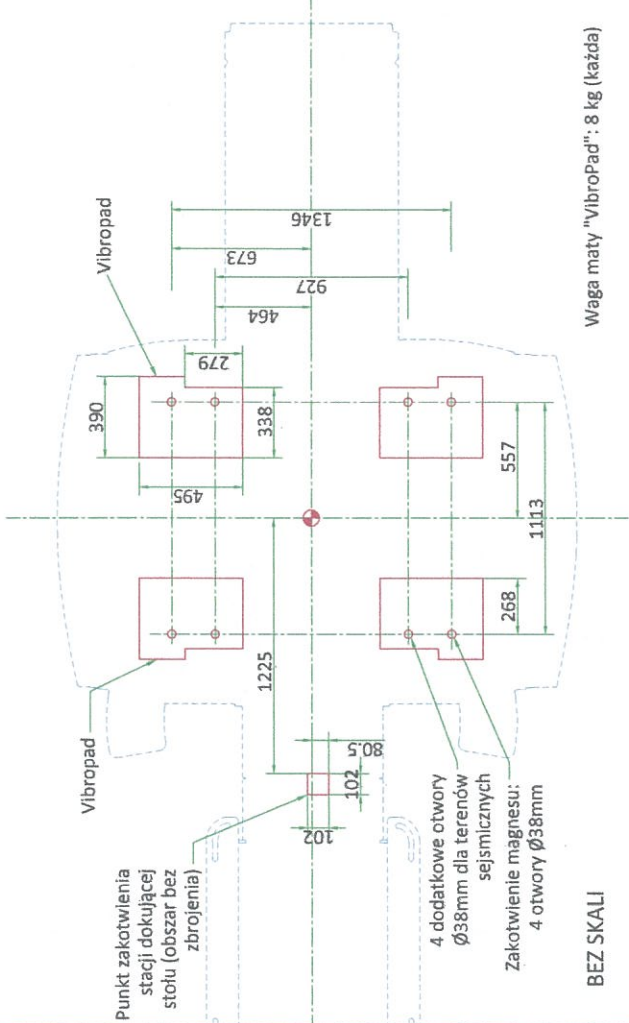 Vibropad
Vibropad
390
495
279
338
673
1346
464
927
1225
Punkt zakotwienia
stacji dokującej
stołu (obszar bez
zbrojenia)
102
102
80.5
268
557
1113
4 dodatkowe otwory
Ø38mm dla terenów
sejsmicznych
Zakotwienie magnesu:
4 otwory Ø38mm
BEZ SKALI
Waga maty "VibroPad": 8 kg (każda)